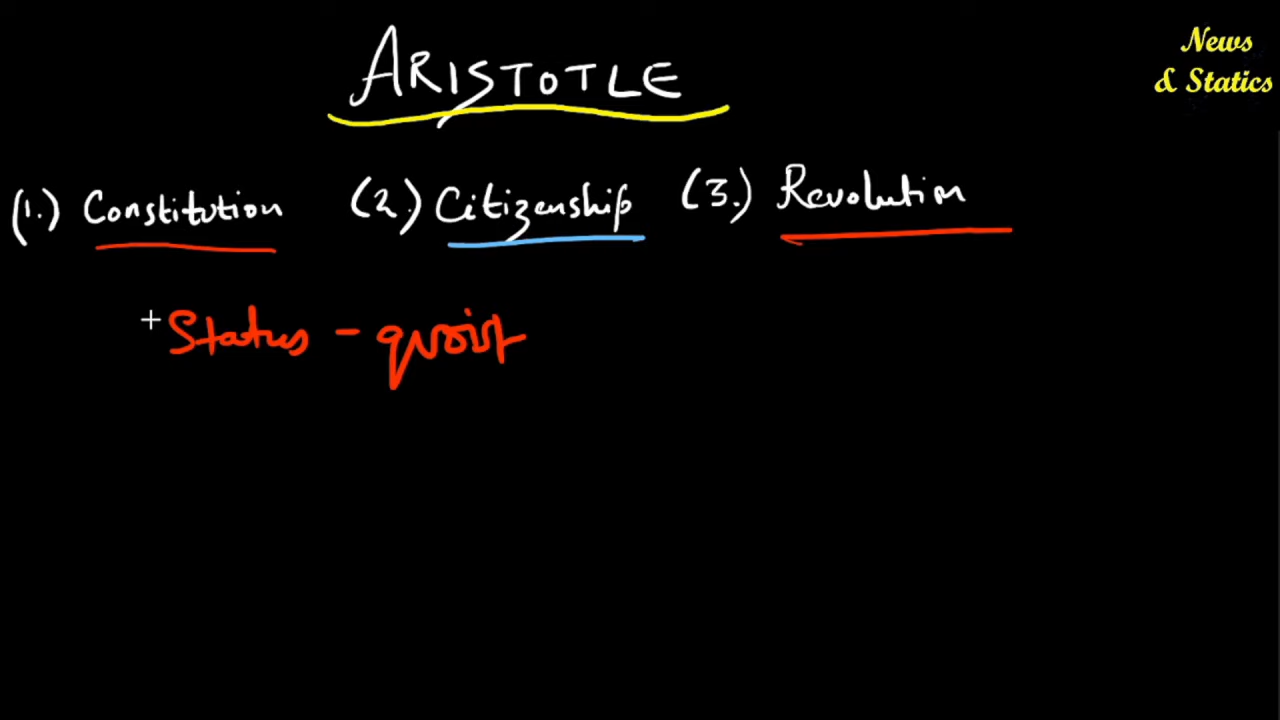 ARISTOTLE
News
& Statics
(1.) Constitution (2.) Citizenship (3.) Revolution
Status - quoist